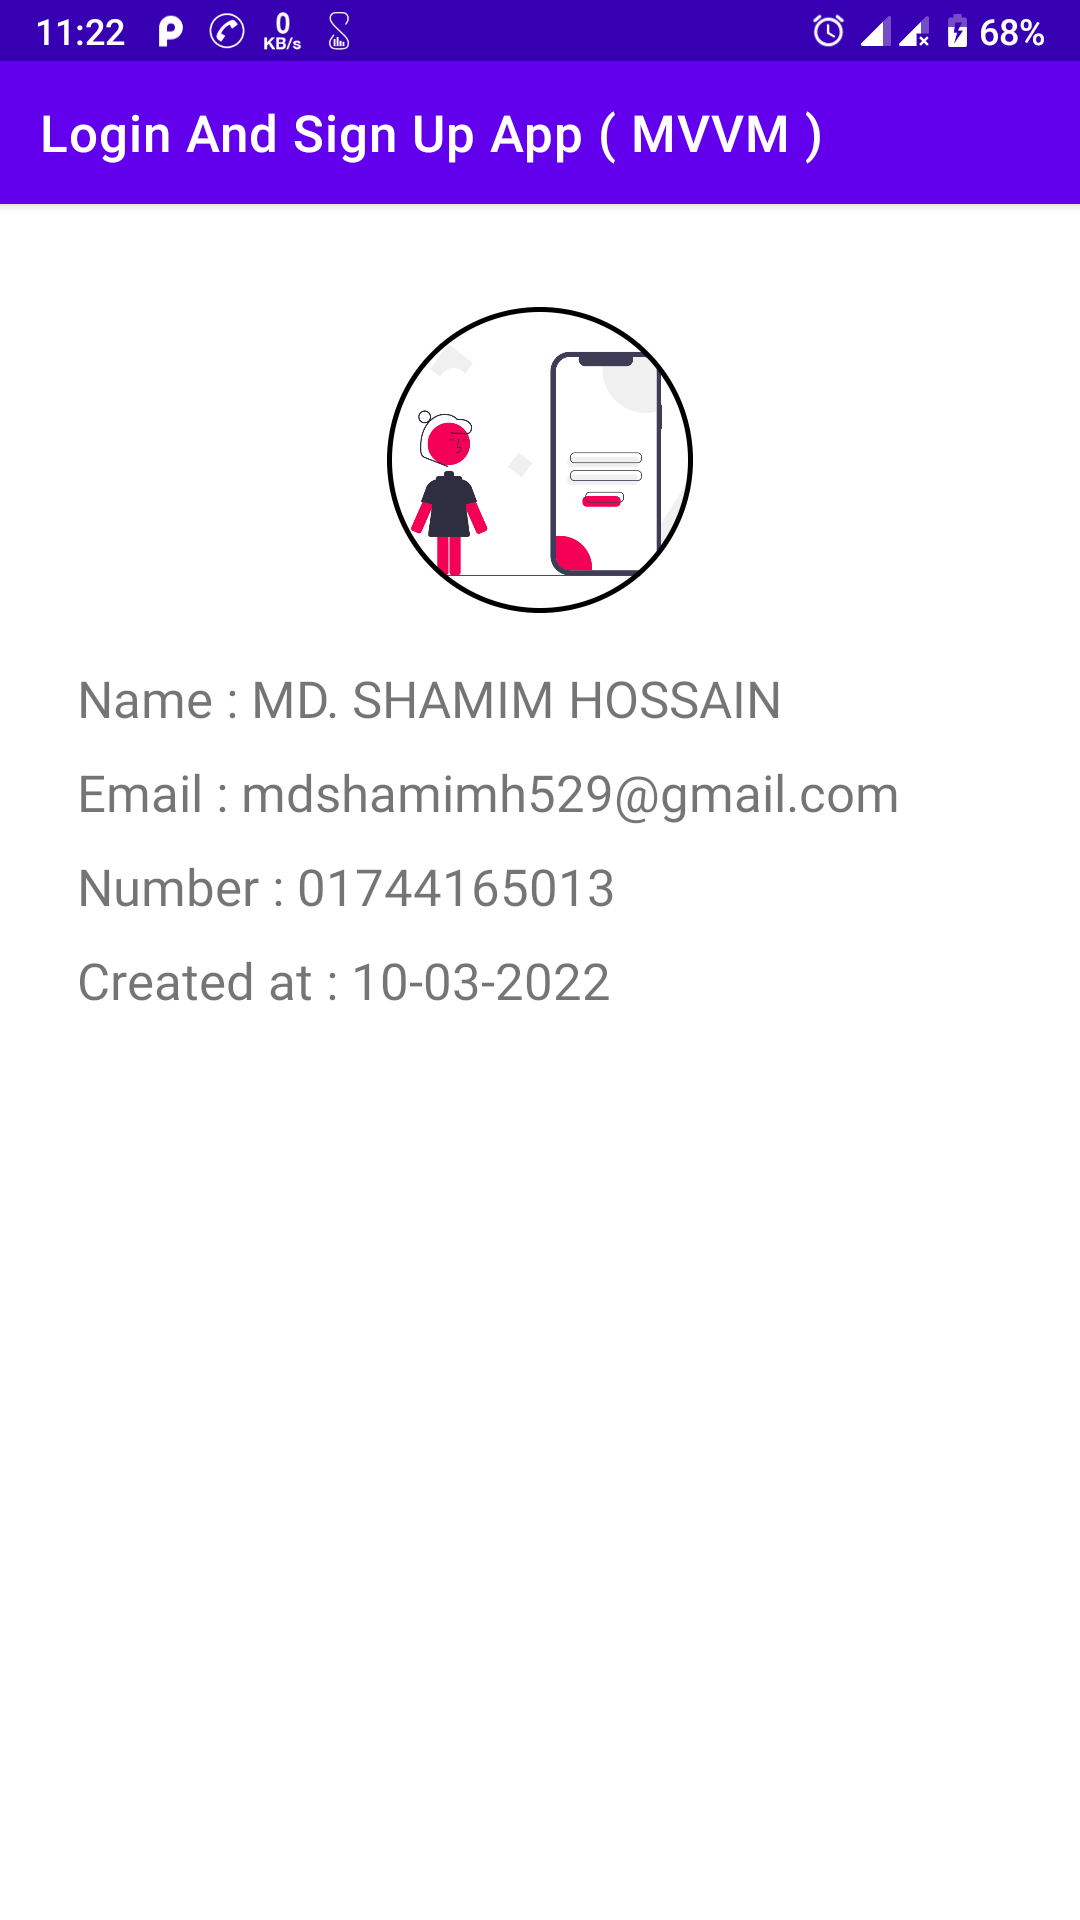 11:22 P 0 KB/s 68%
Login And Sign Up App ( MVVM )
Name : MD. SHAMIM HOSSAIN
Email : mdshamimh529@gmail.com
Number : 01744165013
Created at : 10-03-2022